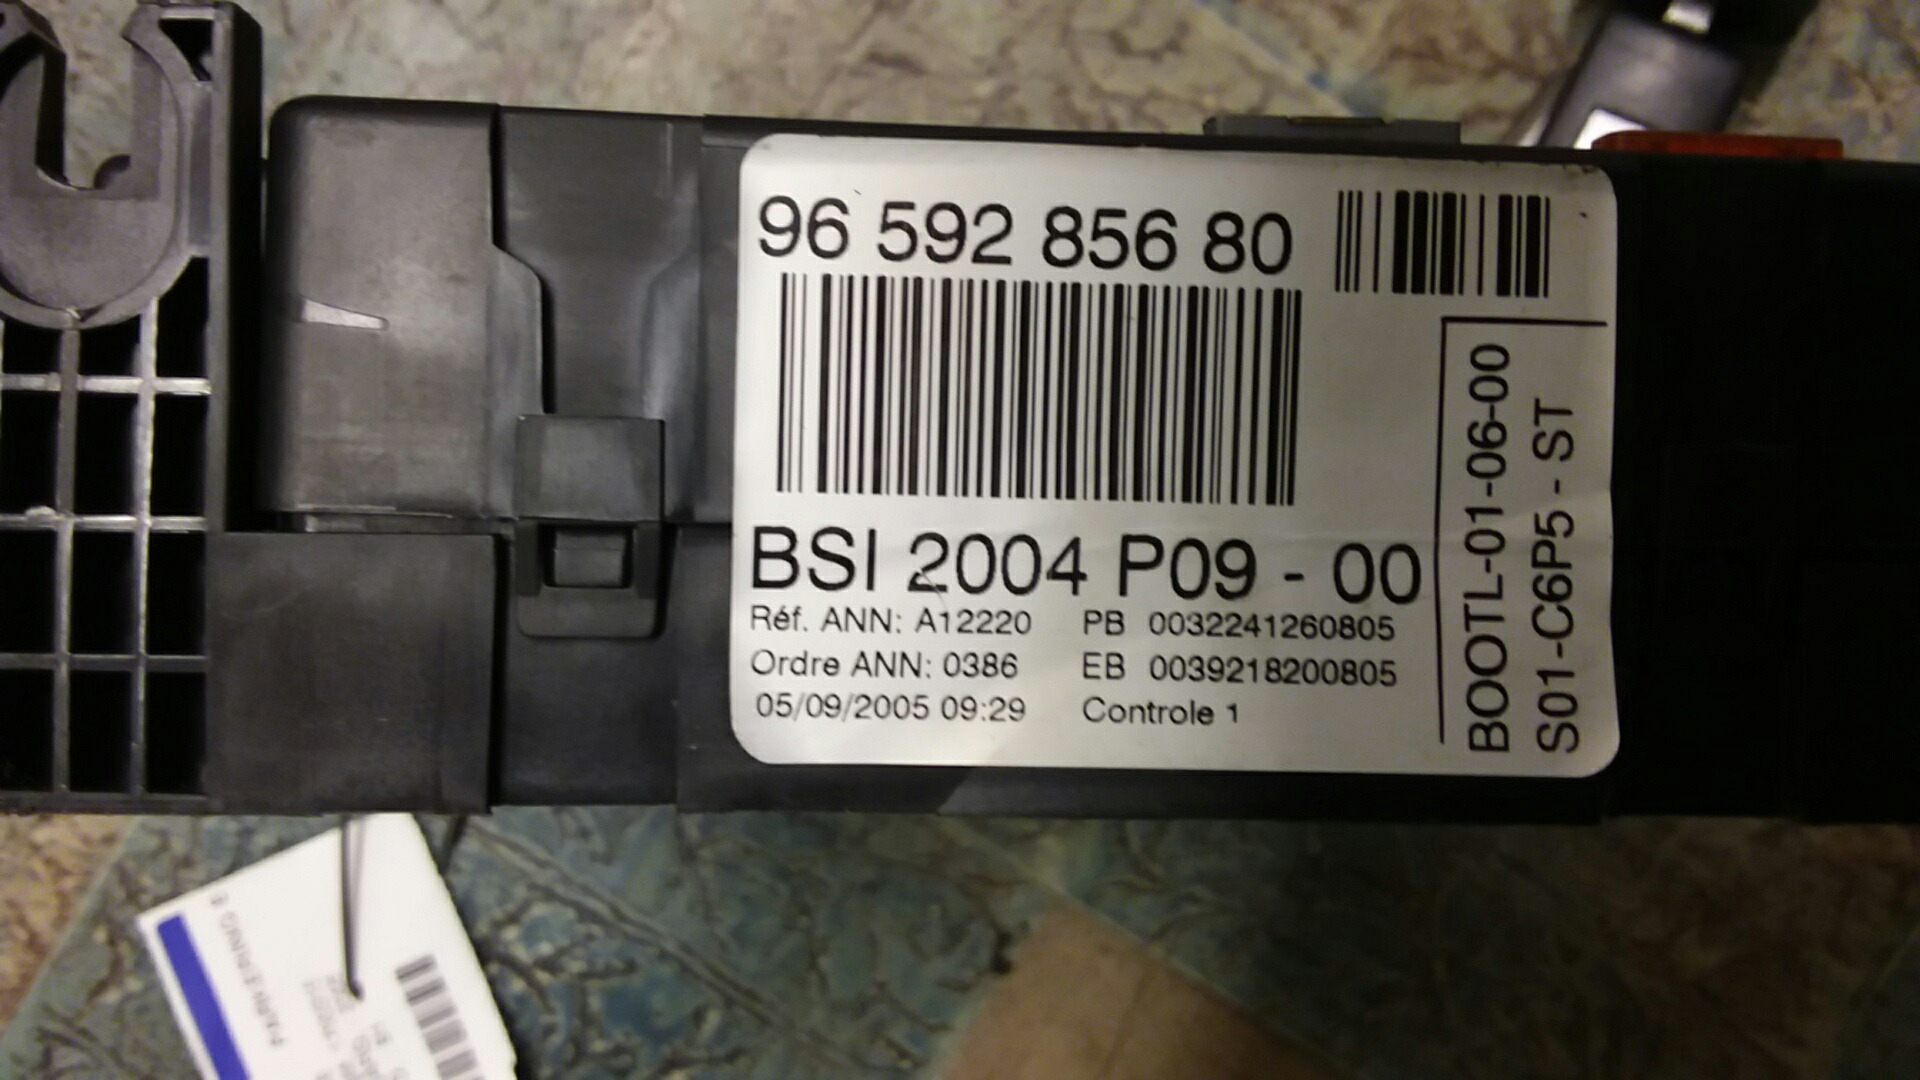 96 592 856 80
BSI 2004 P09 - 00
Réf. ANN: A12220 PB 0032241260805
Ordre ANN: 0386 EB 0039218200805
05/09/2005 09:29 Controle 1
BOOTL-01-06-00
S01-C6P5 - ST